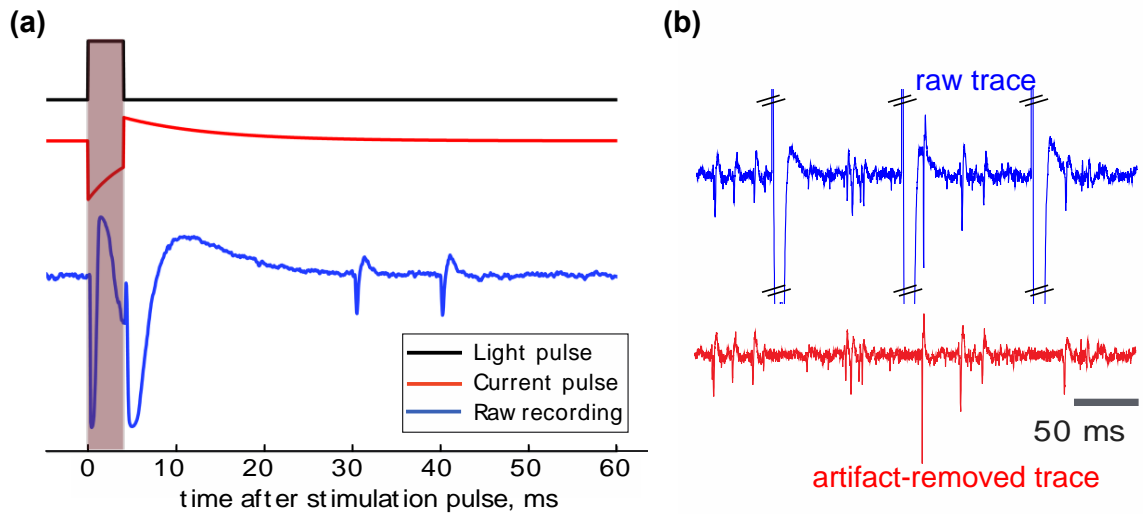 (a)
Light pulse
Current pulse
Raw recording
0 10 20 30 40 50 60
time after stimulation pulse, ms
(b)
raw trace
50 ms
artifact-removed trace